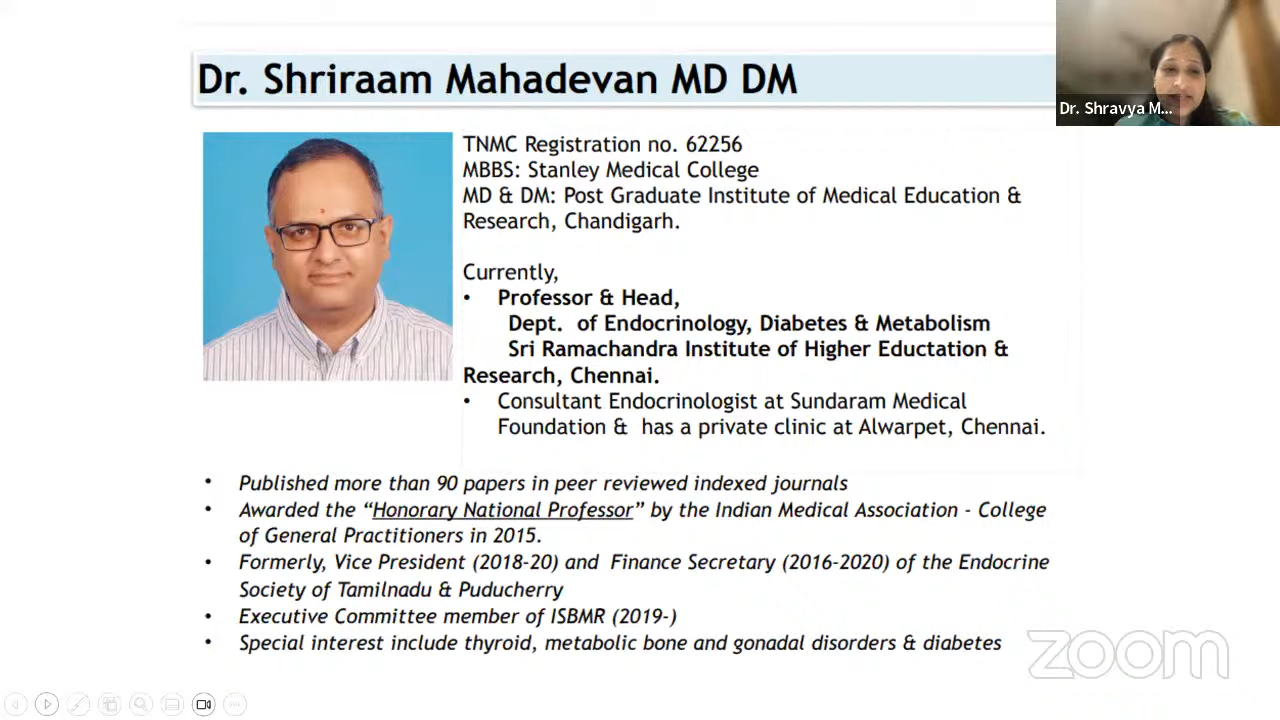 Dr. Shriraam Mahadevan MD DM
Dr. Shravya M...
TNMC Registration no. 62256
MBBS: Stanley Medical College
MD & DM: Post Graduate Institute of Medical Education &
Research, Chandigarh.
Currently,
• Professor & Head,
Dept. of Endocrinology, Diabetes & Metabolism
Sri Ramachandra Institute of Higher Eductation &
Research, Chennai.
• Consultant Endocrinologist at Sundaram Medical
Foundation & has a private clinic at Alwarpet, Chennai.
• Published more than 90 papers in peer reviewed indexed journals
• Awarded the “Honorary National Professor” by the Indian Medical Association - College
of General Practitioners in 2015.
• Formerly, Vice President (2018-20) and Finance Secretary (2016-2020) of the Endocrine
Society of Tamilnadu & Puducherry
• Executive Committee member of ISBMR (2019-)
• Special interest include thyroid, metabolic bone and gonadal disorders & diabetes
zoom